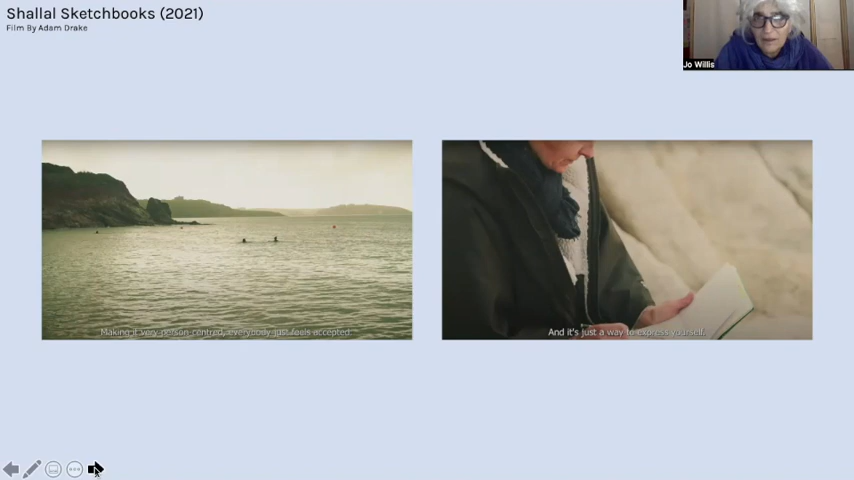 Shallal Sketchbooks (2021)
Film By Adam Drake
Jo Willis
Making it very person-centred, everybody just feels accepted.
And it's just a way to express yourself.